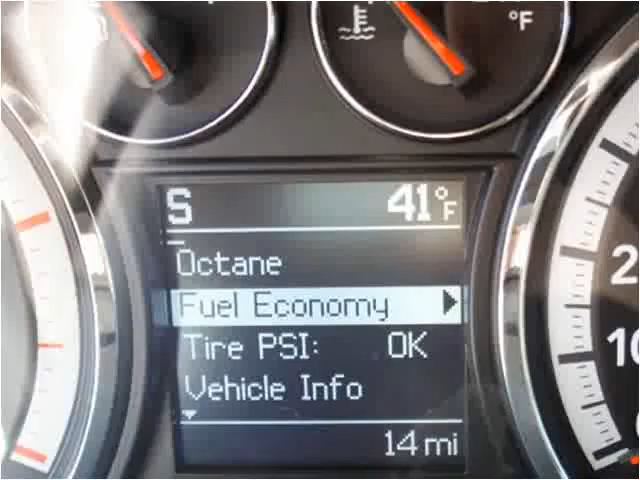 °F
S 41°F
Octane
Fuel Economy
Tire PSI: OK
Vehicle Info
14 mi
2
10